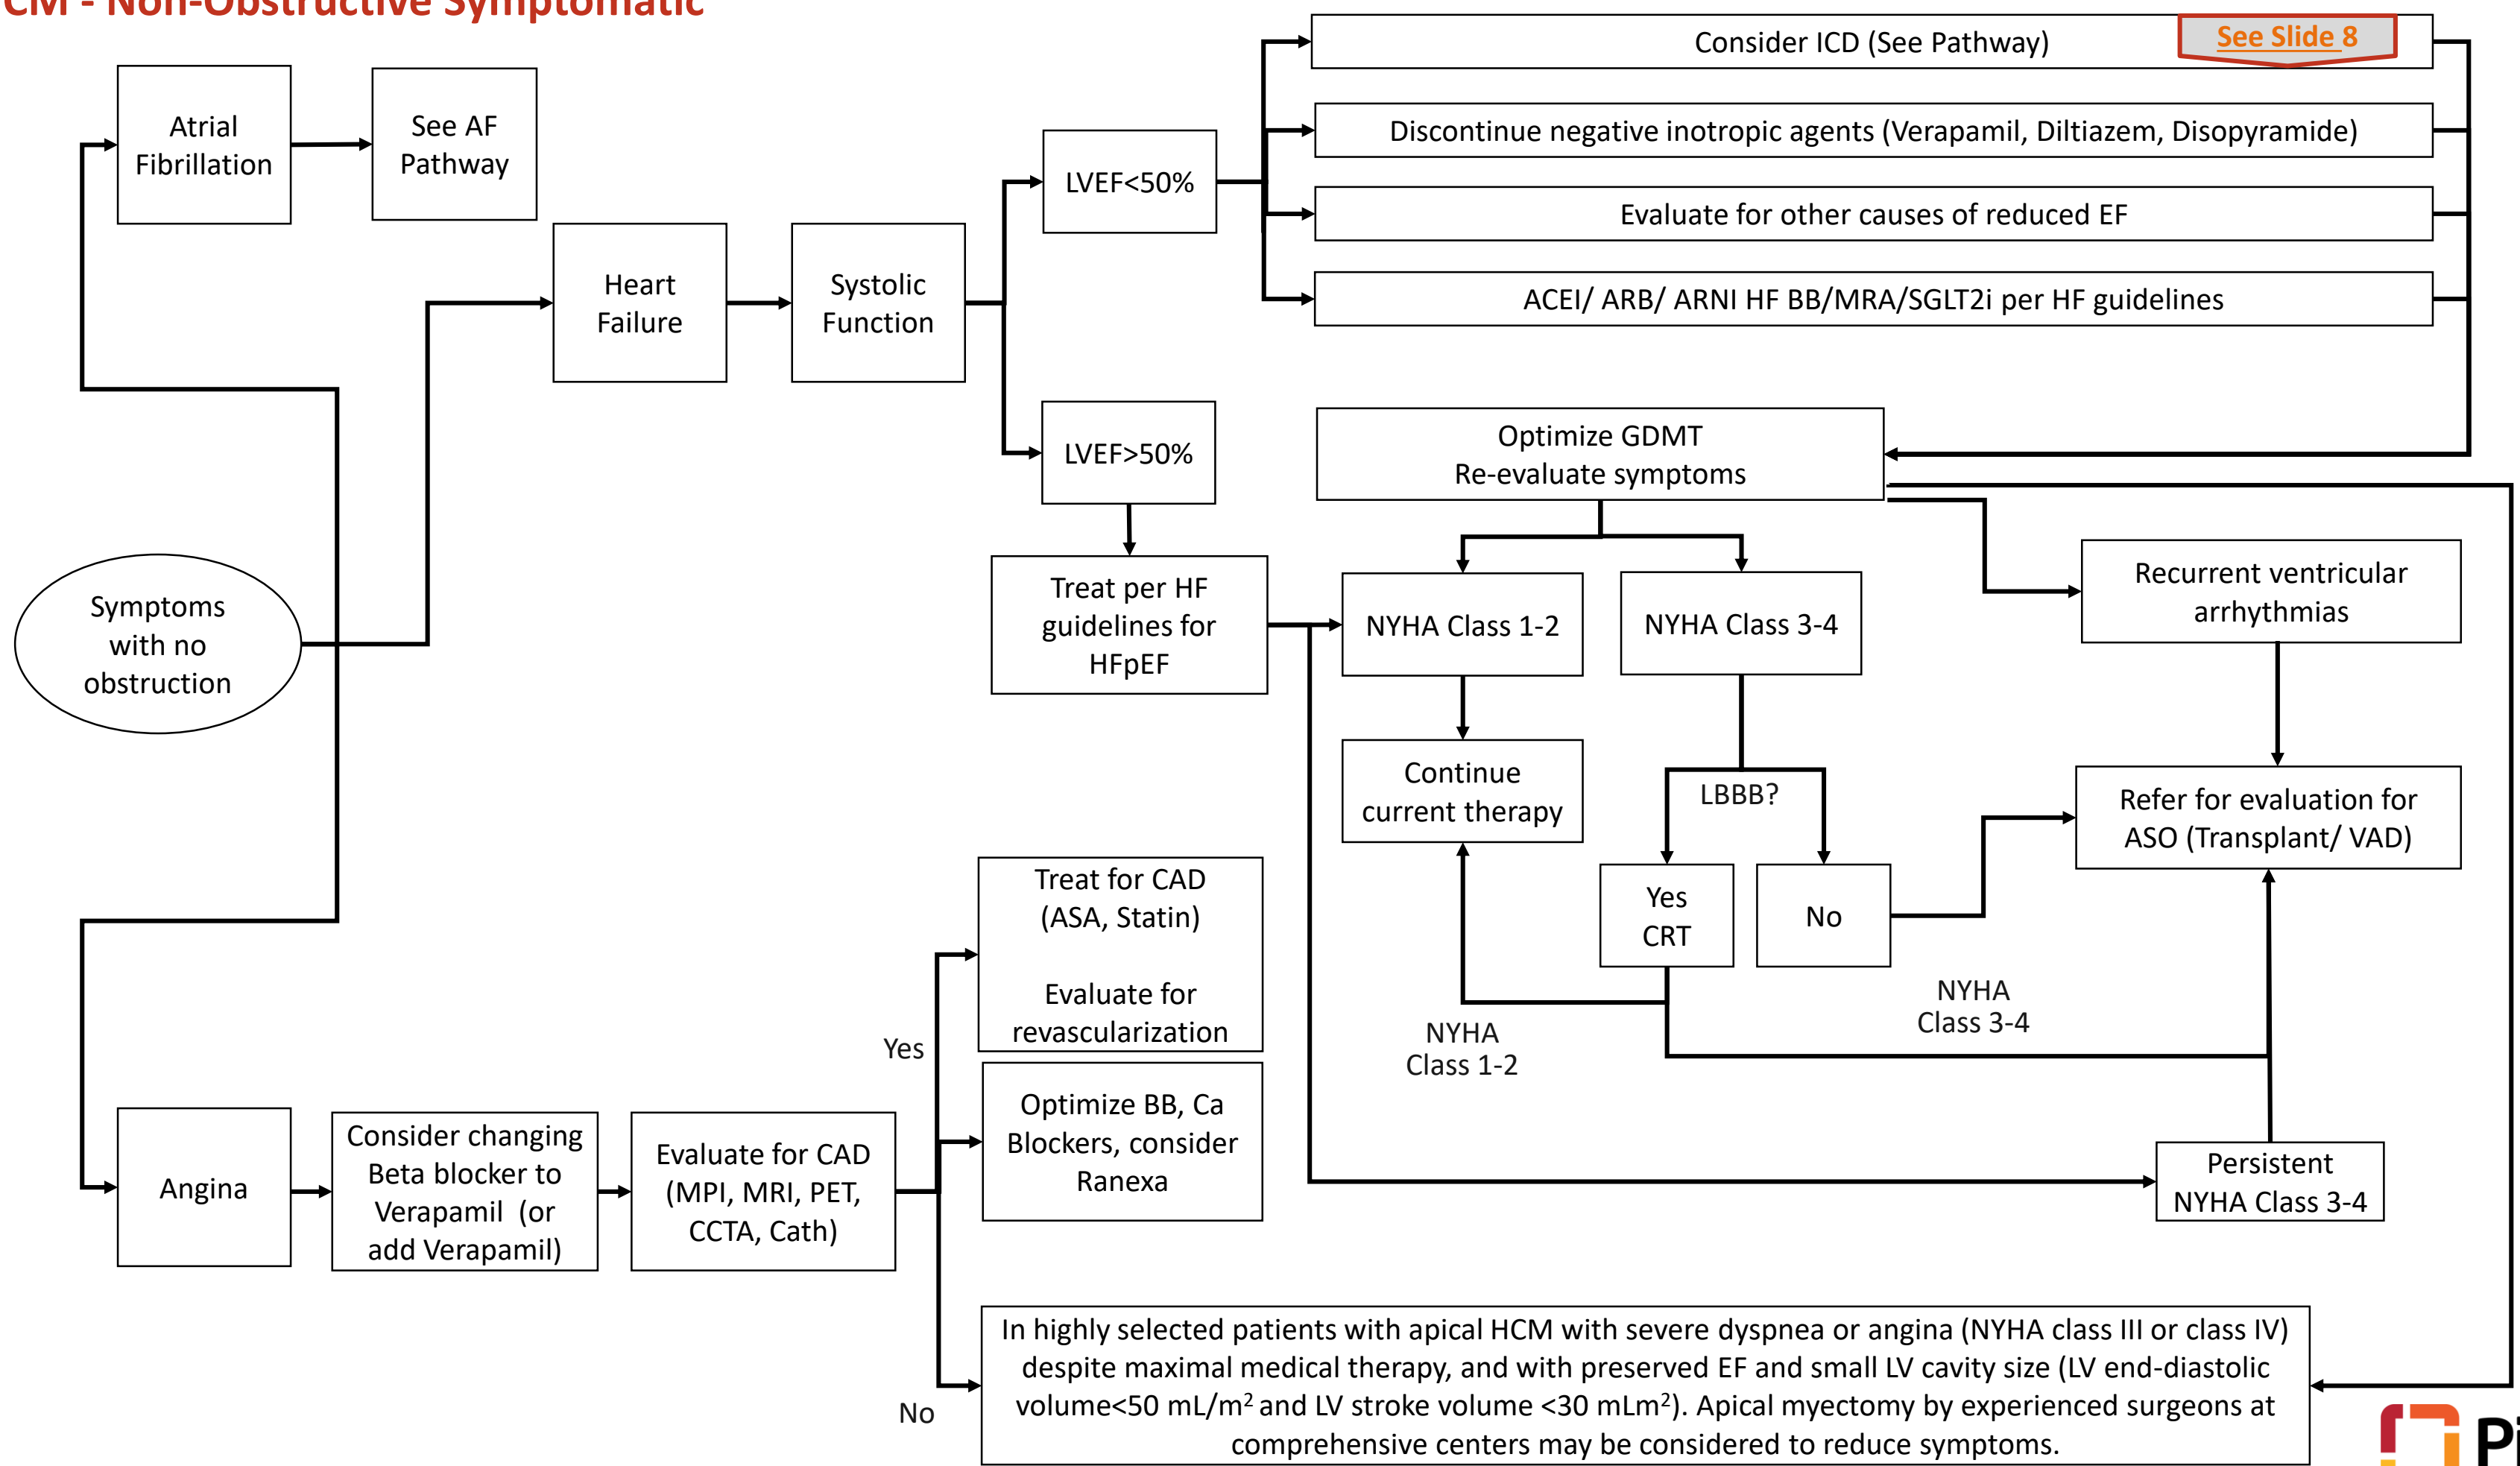 CM - Non-Obstructive Symptomatic
Consider ICD (See Pathway)
See Slide 8
Atrial
Fibrillation
See AF
Pathway
Discontinue negative inotropic agents (Verapamil, Diltiazem, Disopyramide)
LVEF<50%
Evaluate for other causes of reduced EF
Heart
Failure
Systolic
Function
ACEI/ ARB/ ARNI HF BB/MRA/SGLT2i per HF guidelines
LVEF>50%
Optimize GDMT
Re-evaluate symptoms
Symptoms
with no
obstruction
Treat per HF
guidelines for
HFpEF
NYHA Class 1-2
NYHA Class 3-4
Recurrent ventricular
arrhythmias
Continue
current therapy
LBBB?
Refer for evaluation for
ASO (Transplant/ VAD)
Yes
CRT
No
NYHA
Class 1-2
NYHA
Class 3-4
Treat for CAD
(ASA, Statin)
Evaluate for
revascularization
Yes
Optimize BB, Ca
Blockers, consider
Ranexa
Angina
Consider changing
Beta blocker to
Verapamil (or
add Verapamil)
Evaluate for CAD
(MPI, MRI, PET,
CCTA, Cath)
Persistent
NYHA Class 3-4
No
In highly selected patients with apical HCM with severe dyspnea or angina (NYHA class III or class IV)
despite maximal medical therapy, and with preserved EF and small LV cavity size (LV end-diastolic
volume<50 mL/m² and LV stroke volume <30 mLm²). Apical myectomy by experienced surgeons at
comprehensive centers may be considered to reduce symptoms.